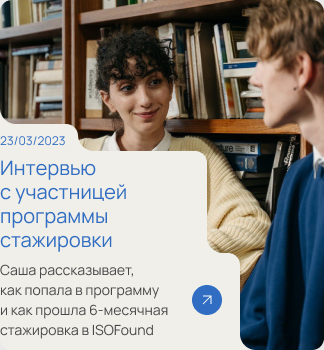 23/03/2023
Интервью
с участницей
программы
стажировки
Саша рассказывает,
как попала в программу
и как прошла 6-месячная
стажировка в ISOFound